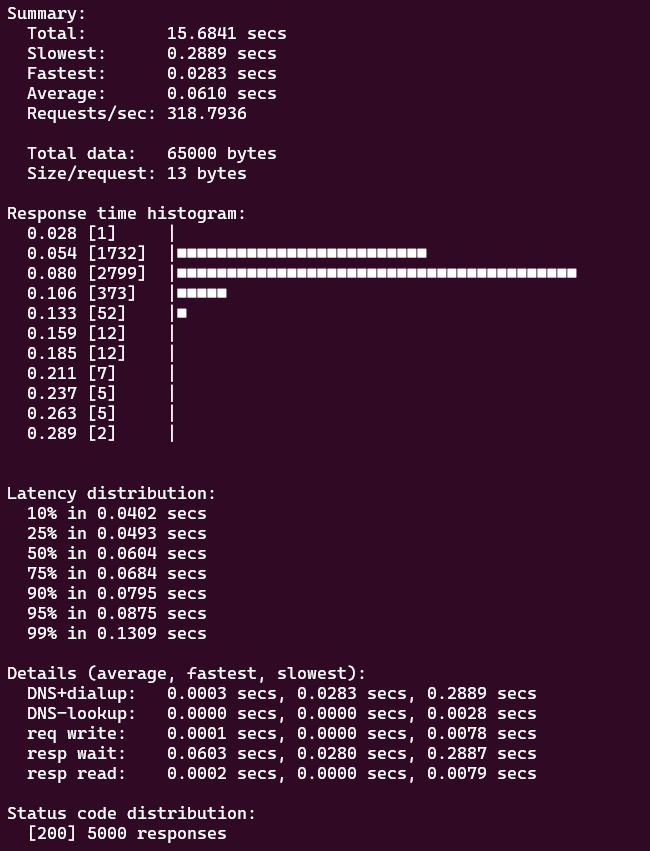 Summary:
  Total:        15.6841 secs
  Slowest:      0.2889 secs
  Fastest:      0.0283 secs
  Average:      0.0610 secs
  Requests/sec: 318.7936

  Total data:   65000 bytes
  Size/request: 13 bytes

Response time histogram:
  0.028 [1]     |
  0.054 [1732]  |■■■■■■■■■■■■■■■■■■■■■■■■■
  0.080 [2799]  |■■■■■■■■■■■■■■■■■■■■■■■■■■■■■■■■■■■■■■■■
  0.106 [373]   |■■■■■
  0.133 [52]    |■
  0.159 [12]    |
  0.185 [12]    |
  0.211 [7]     |
  0.237 [5]     |
  0.263 [5]     |
  0.289 [2]     |


Latency distribution:
  10% in 0.0402 secs
  25% in 0.0493 secs
  50% in 0.0604 secs
  75% in 0.0684 secs
  90% in 0.0795 secs
  95% in 0.0875 secs
  99% in 0.1309 secs

Details (average, fastest, slowest):
  DNS+dialup:   0.0003 secs, 0.0283 secs, 0.2889 secs
  DNS-lookup:   0.0000 secs, 0.0000 secs, 0.0028 secs
  req write:    0.0001 secs, 0.0000 secs, 0.0078 secs
  resp wait:    0.0603 secs, 0.0280 secs, 0.2887 secs
  resp read:    0.0002 secs, 0.0000 secs, 0.0079 secs

Status code distribution:
  [200] 5000 responses